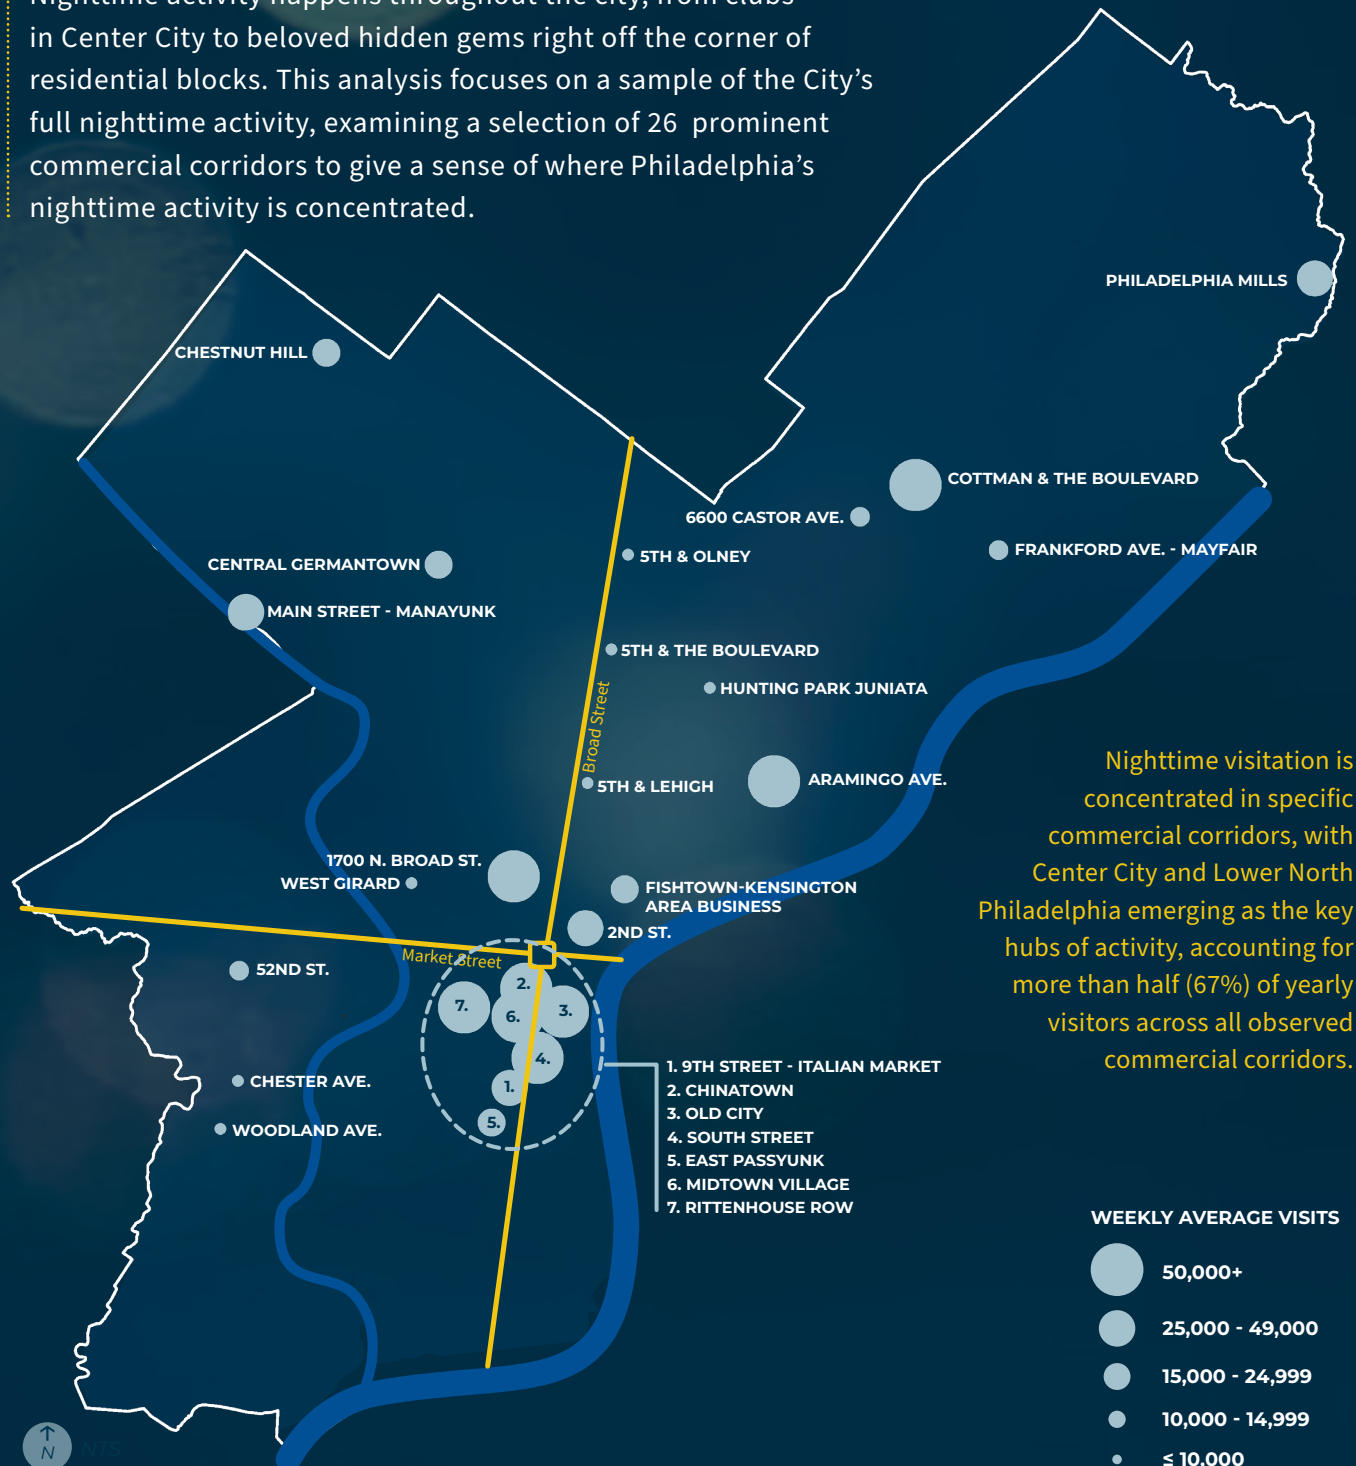 Nighttime activity happens throughout the city, from clubs
in Center City to beloved hidden gems right off the corner of
residential blocks. This analysis focuses on a sample of the City’s
full nighttime activity, examining a selection of 26 prominent
commercial corridors to give a sense of where Philadelphia’s
nighttime activity is concentrated.
PHILADELPHIA MILLS
CHESTNUT HILL
COTTMAN & THE BOULEVARD
6600 CASTOR AVE.
FRANKFORD AVE. - MAYFAIR
5TH & OLNEY
CENTRAL GERMANTOWN
MAIN STREET - MANAYUNK
5TH & THE BOULEVARD
HUNTING PARK JUNIATA
Broad Street
5TH & LEHIGH
ARAMINGO AVE.
Nighttime visitation is
concentrated in specific
commercial corridors, with
Center City and Lower North
Philadelphia emerging as the key
hubs of activity, accounting for
more than half (67%) of yearly
visitors across all observed
commercial corridors.
1700 N. BROAD ST.
WEST GIRARD
FISHTOWN-KENSINGTON
AREA BUSINESS
2ND ST.
Market Street
52ND ST.
2.
7.
6.
3.
4.
1.
5.
CHESTER AVE.
WOODLAND AVE.
1. 9TH STREET - ITALIAN MARKET
2. CHINATOWN
3. OLD CITY
4. SOUTH STREET
5. EAST PASSYUNK
6. MIDTOWN VILLAGE
7. RITTENHOUSE ROW
WEEKLY AVERAGE VISITS
50,000+
25,000 - 49,000
15,000 - 24,999
10,000 - 14,999
≤ 10,000
N
NTS